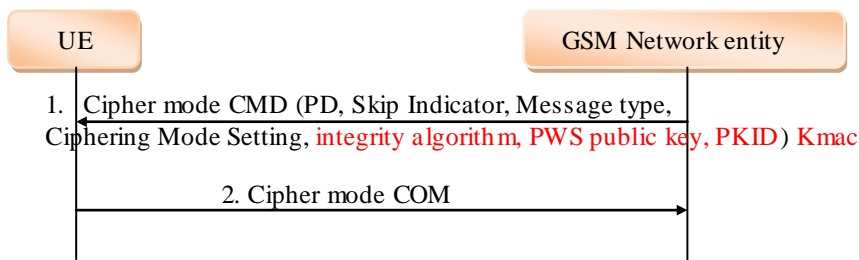 UE
GSM Network entity
1. Cipher mode CMD (PD, Skip Indicator, Message type,
Ciphering Mode Setting, integrity algorithm, PWS public key, PKID) Kmac
2. Cipher mode COM